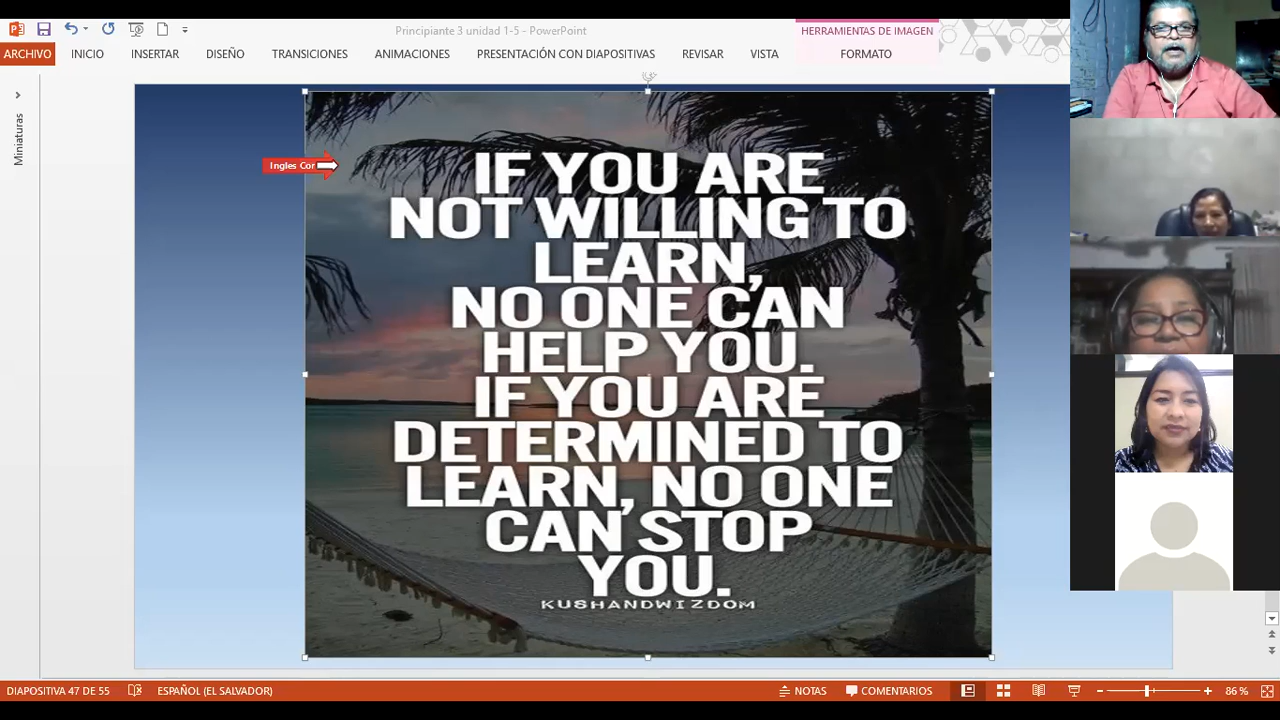 Principiante 3 unidad 1-5 - PowerPoint
HERRAMIENTAS DE IMAGEN
ARCHIVO INICIO INSERTAR DISEÑO TRANSICIONES ANIMACIONES PRESENTACIÓN CON DIAPOSITIVAS REVISAR VISTA FORMATO
Miniaturas
Ingles Cor
IF YOU ARE
NOT WILLING TO
LEARN,
NO ONE CAN
HELP YOU.
IF YOU ARE
DETERMINED TO
LEARN, NO ONE
CAN STOP
YOU.
KUSHANDWIZDOM
DIAPOSITIVA 47 DE 55 ESPAÑOL (EL SALVADOR) NOTAS COMENTARIOS 86 %